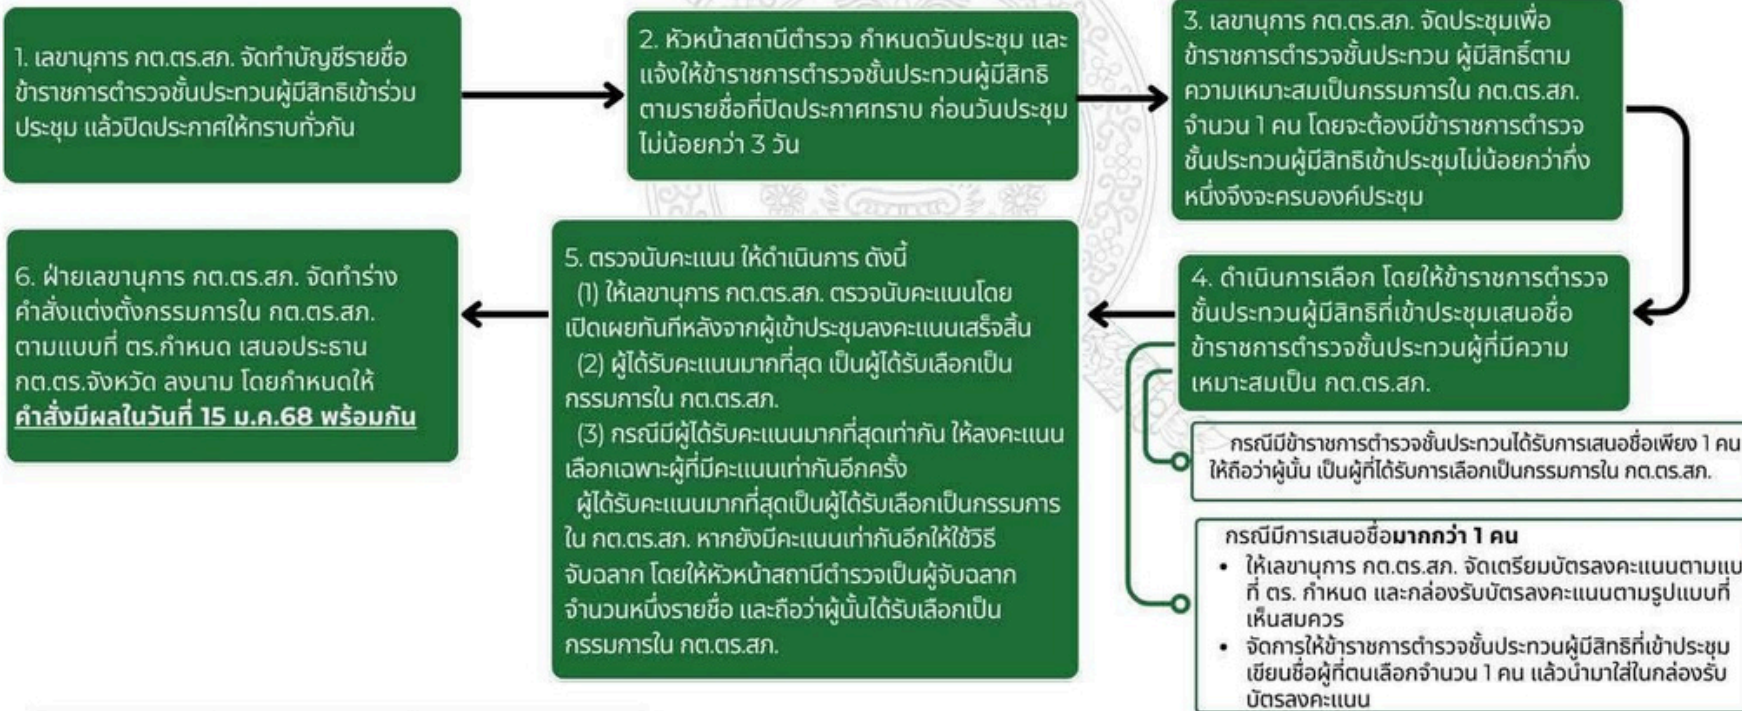 1. เลขานุการ กต.ตร.สภ. จัดทำบัญชีรายชื่อ
ข้าราชการตำรวจชั้นประทวนผู้มีสิทธิเข้าร่วม
ประชุม แล้วปิดประกาศให้ทราบทั่วกัน
2. หัวหน้าสถานีตำรวจ กำหนดวันประชุม และ
แจ้งให้ข้าราชการตำรวจชั้นประทวนผู้มีสิทธิ
ตามรายชื่อที่ปิดประกาศทราบ ก่อนวันประชุม
ไม่น้อยกว่า 3 วัน
3. เลขานุการ กต.ตร.สภ. จัดประชุมเพื่อ
ข้าราชการตำรวจชั้นประทวน ผู้มีสิทธิ์ตาม
ความเหมาะสมเป็นกรรมการใน กต.ตร.สภ.
จำนวน 1 คน โดยจะต้องมีข้าราชการตำรวจ
ชั้นประทวนผู้มีสิทธิเข้าประชุมไม่น้อยกว่ากึ่ง
หนึ่งจึงจะครบองค์ประชุม
4. ดำเนินการเลือก โดยให้ข้าราชการตำรวจ
ชั้นประทวนผู้มีสิทธิที่เข้าประชุมเสนอชื่อ
ข้าราชการตำรวจชั้นประทวนผู้ที่มีความ
เหมาะสมเป็น กต.ตร.สภ.
กรณีมีข้าราชการตำรวจชั้นประทวนได้รับการเสนอชื่อเพียง 1 คน
ให้ถือว่าผู้นั้น เป็นผู้ที่ได้รับการเลือกเป็นกรรมการใน กต.ตร.สภ.
กรณีมีการเสนอชื่อมากกว่า 1 คน
• ให้เลขานุการ กต.ตร.สภ. จัดเตรียมบัตรลงคะแนนตามแบ
ที่ ตร. กำหนด และกล่องรับบัตรลงคะแนนตามรูปแบบที่
เห็นสมควร
• จัดการให้ข้าราชการตำรวจชั้นประทวนผู้มีสิทธิที่เข้าประชุม
เขียนชื่อผู้ที่ตนเลือกจำนวน 1 คน แล้วนำมาใส่ในกล่องรับ
บัตรลงคะแนน
5. ตรวจนับคะแนน ให้ดำเนินการ ดังนี้
(1) ให้เลขานุการ กต.ตร.สภ. ตรวจนับคะแนนโดย
เปิดเผยทันทีหลังจากผู้เข้าประชุมลงคะแนนเสร็จสิ้น
(2) ผู้ได้รับคะแนนมากที่สุด เป็นผู้ได้รับเลือกเป็น
กรรมการใน กต.ตร.สภ.
(3) กรณีมีผู้ได้รับคะแนนมากที่สุดเท่ากัน ให้ลงคะแนน
เลือกเฉพาะผู้ที่มีคะแนนเท่ากันอีกครั้ง
ผู้ได้รับคะแนนมากที่สุดเป็นผู้ได้รับเลือกเป็นกรรมการ
ใน กต.ตร.สภ. หากยังมีคะแนนเท่ากันอีกให้ใช้วิธี
จับฉลาก โดยให้หัวหน้าสถานีตำรวจเป็นผู้จับฉลาก
จำนวนหนึ่งรายชื่อ และถือว่าผู้นั้นได้รับเลือกเป็น
กรรมการใน กต.ตร.สภ.
6. ฝ่ายเลขานุการ กต.ตร.สภ. จัดทำร่าง
คำสั่งแต่งตั้งกรรมการใน กต.ตร.สภ.
ตามแบบที่ ตร.กำหนด เสนอประธาน
กต.ตร.จังหวัด ลงนาม โดยกำหนดให้
คำสั่งมีผลในวันที่ 15 ม.ค.68 พร้อมกัน